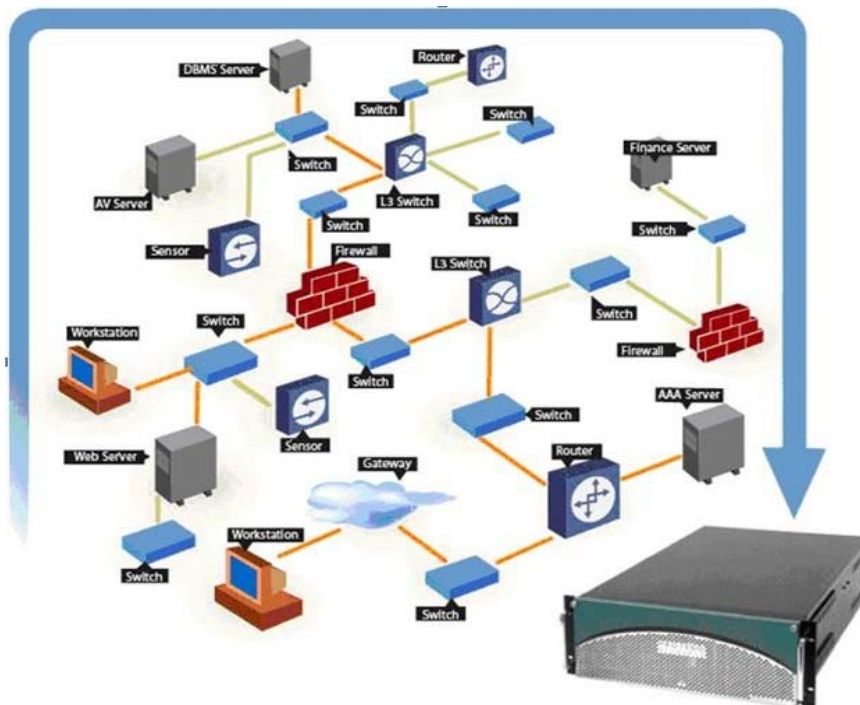 DBMS Server
Router
Switch
Switch
Switch
Finance Server
AV Server
L3 Switch
Switch
Switch
Switch
Sensor
Firewall
L3 Switch
Switch
Workstation
Switch
Firewall
Switch
AAA Server
Switch
Web Server
Sensor
Gateway
Router
Workstation
Switch
Switch